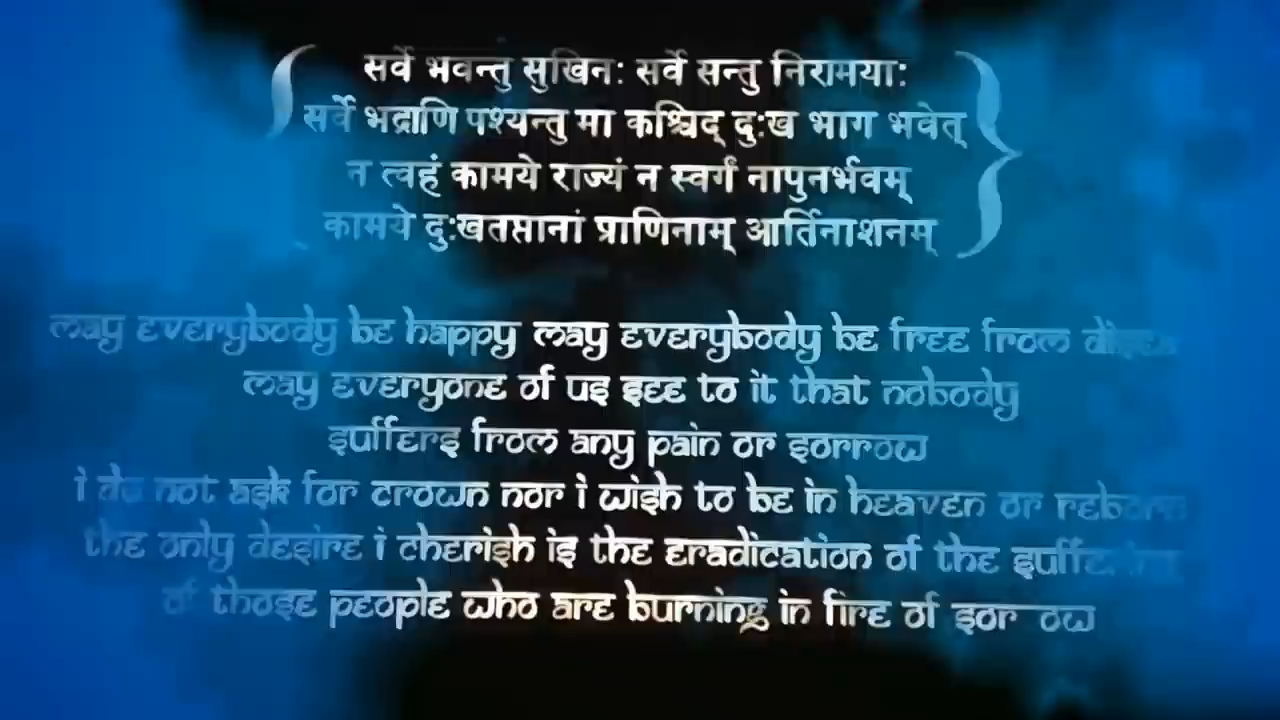 सर्वे भवन्तु सुखिन: सर्वे सन्तु निरामया:
सर्वे भद्राणि पश्यन्तु मा कश्चिद् दु:ख भाग भवेत्
न त्वहं कामये राज्यं न स्वर्गं नापुनर्भवम्
कामये दु:खतप्तानां प्राणिनाम् आर्तिनाशनम्
may everybody be happy may everybody be free from
may everyone of us see to it that nobody
suffers from any pain or sorrow
i do not ask for crown nor i wish to be in heaven or reborn
the only desire i cherish is the eradication of the
of those people who are burning in fire of sorrow